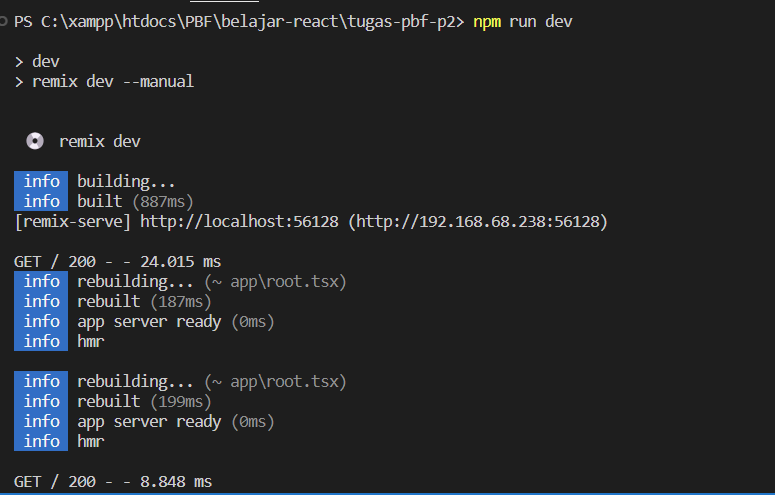 PS C:\xampp\htdocs\PBF\belajar-react\tugas-pbf-p2> npm run dev
> dev
> remix dev --manual
remix dev
info building...
info built (887ms)
[remix-serve] http://localhost:56128 (http://192.168.68.238:56128)
GET / 200 - - 24.015 ms
info rebuilding... (~ app\root.tsx)
info rebuilt (187ms)
info app server ready (0ms)
info hmr
info rebuilding... (~ app\root.tsx)
info rebuilt (199ms)
info app server ready (0ms)
info hmr
GET / 200 - - 8.848 ms